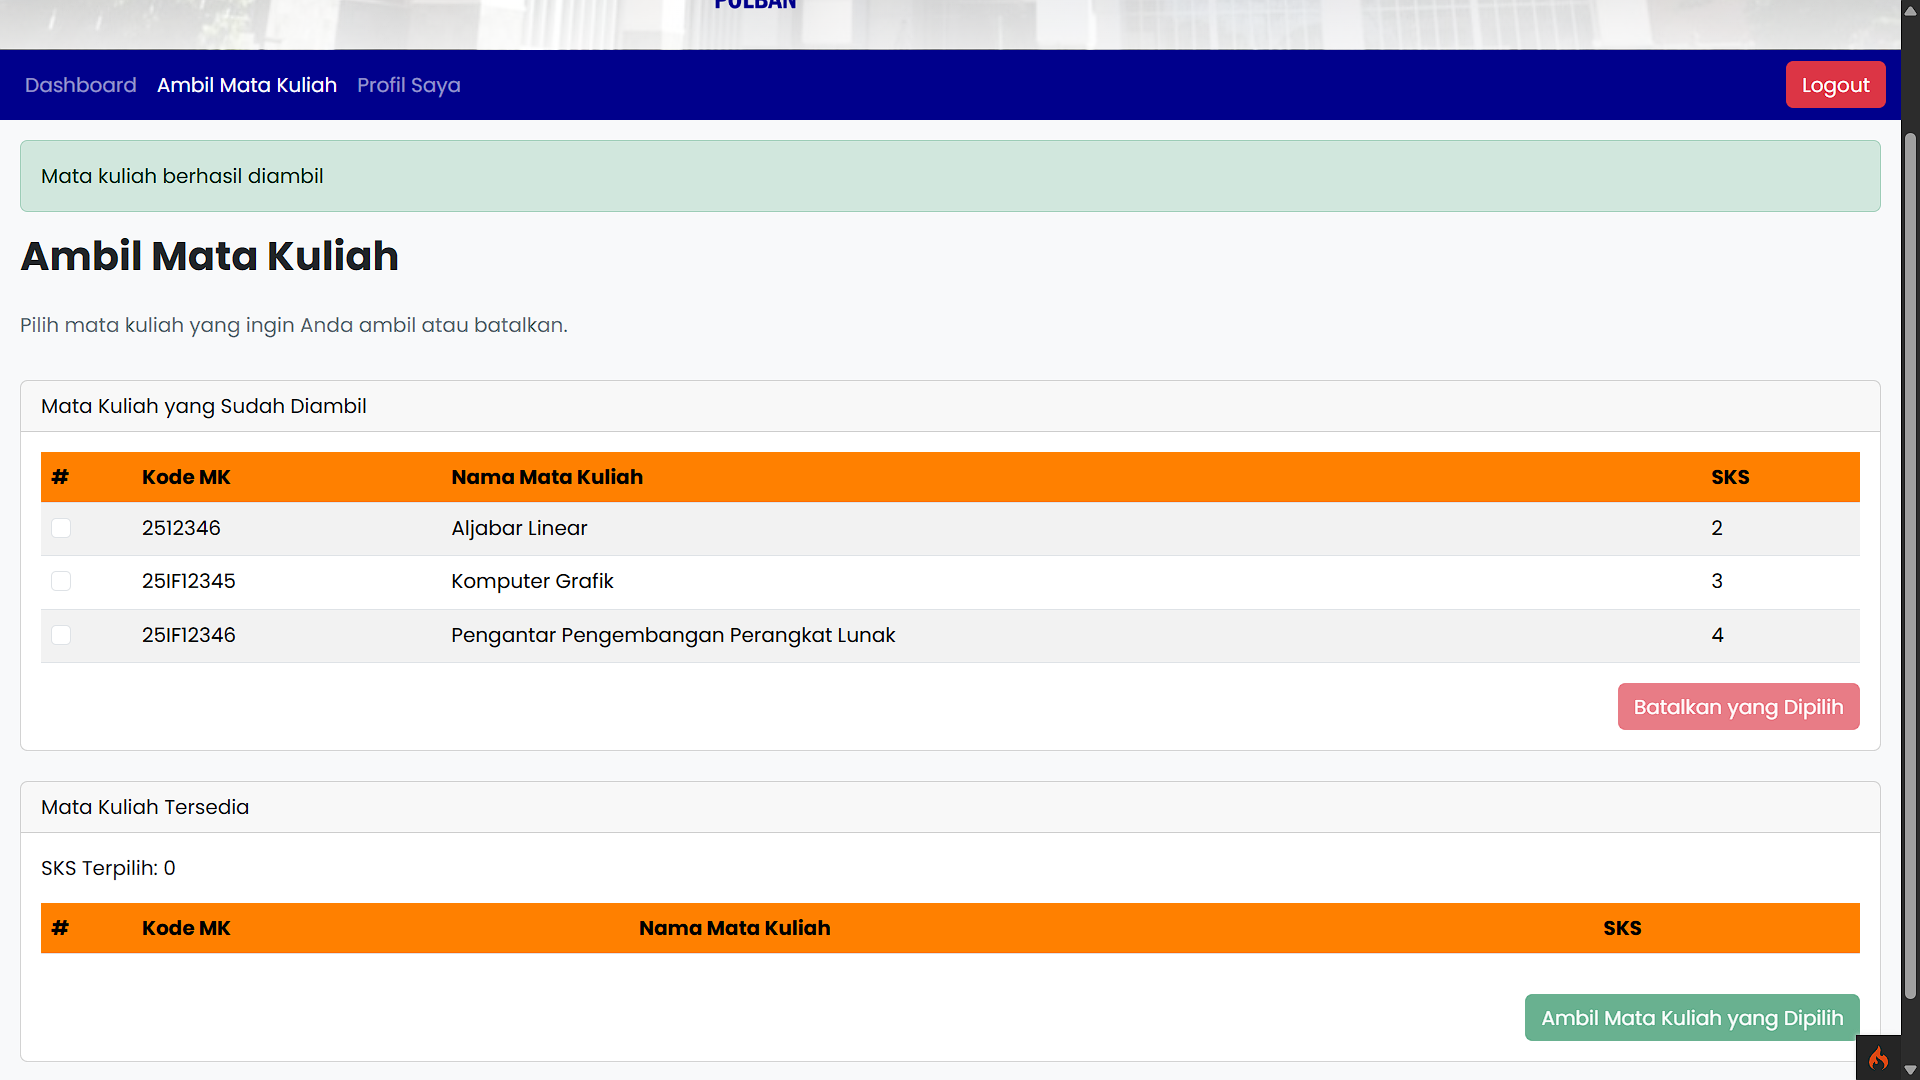 POLBAN
Dashboard Ambil Mata Kuliah Profil Saya Logout
Mata kuliah berhasil diambil
Ambil Mata Kuliah
Pilih mata kuliah yang ingin Anda ambil atau batalkan.
Mata Kuliah yang Sudah Diambil
# Kode MK Nama Mata Kuliah SKS
2512346 Aljabar Linear 2
25IF12345 Komputer Grafik 3
25IF12346 Pengantar Pengembangan Perangkat Lunak 4
Batalkan yang Dipilih
Mata Kuliah Tersedia
SKS Terpilih: 0
# Kode MK Nama Mata Kuliah SKS
Ambil Mata Kuliah yang Dipilih